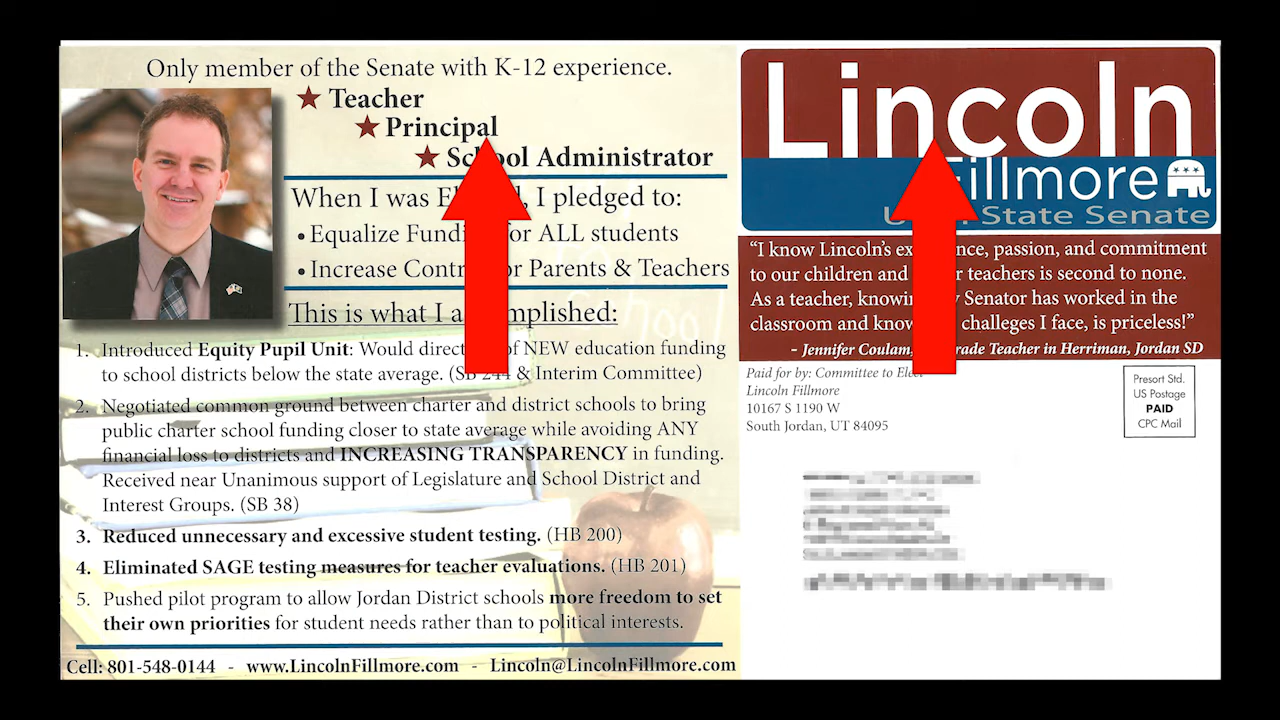 Only member of the Senate with K-12 experience.
Teacher
Principal
School Administrator
When I was El d, I pledged to:
• Equalize Fundi for ALL students
• Increase Contr or Parents & Teachers
This is what I a mplished:
1. Introduced Equity Pupil Unit: Would direc of NEW education funding
to school districts below the state average. (SB 244 & Interim Committee)
2. Negotiated common ground between charter and district schools to bring
public charter school funding closer to state average while avoiding ANY
financial loss to districts and INCREASING TRANSPARENCY in funding.
Received near Unanimous support of Legislature and School District and
Interest Groups. (SB 38)
3. Reduced unnecessary and excessive student testing. (HB 200)
4. Eliminated SAGE testing measures for teacher evaluations. (HB 201)
5. Pushed pilot program to allow Jordan District schools more freedom to set
their own priorities for student needs rather than to political interests.
Cell: 801-548-0144 - www.LincolnFillmore.com - Lincoln@LincolnFillmore.com
Lincoln
Fillmore
State Senate
“I know Lincoln’s ex nce, passion, and commitment
to our children and r teachers is second to none.
As a teacher, knowin y Senator has worked in the
classroom and know challeges I face, is priceless!”
- Jennifer Coulam, rade Teacher in Herriman, Jordan SD
Paid for by: Committee to Elect
Lincoln Fillmore
10167 S 1190 W
South Jordan, UT 84095
Presort Std.
US Postage
PAID
CPC Mail